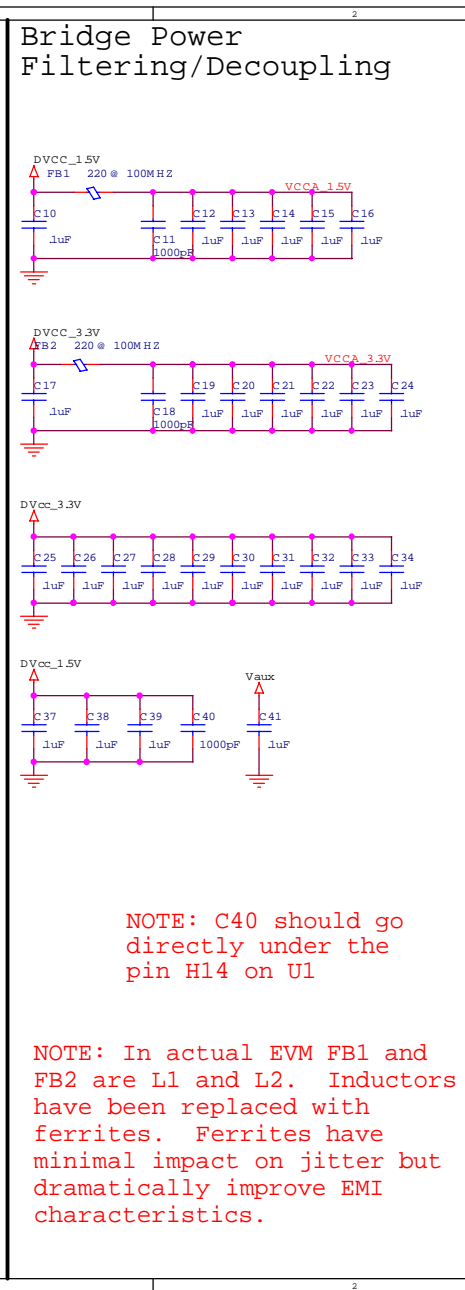 2
Bridge Power
Filtering/Decoupling
DVCC_1.5V
FB1 220 @ 100MHZ
VCCA_1.5V
C10 C12 C13 C14 C15 C16
.1uF C11 .1uF .1uF .1uF .1uF .1uF
1000pF
DVCC_3.3V
FB2 220 @ 100MHZ
VCCA_3.3V
C17 C19 C20 C21 C22 C23 C24
.1uF C18 .1uF .1uF .1uF .1uF .1uF .1uF
1000pF
DVcc_3.3V
C25 C26 C27 C28 C29 C30 C31 C32 C33 C34
.1uF .1uF .1uF .1uF .1uF .1uF .1uF .1uF .1uF .1uF
DVcc_1.5V
Vaux
C37 C38 C39 C40 C41
.1uF .1uF .1uF 1000pF .1uF
NOTE: C40 should go
directly under the
pin H14 on U1
NOTE: In actual EVM FB1 and
FB2 are L1 and L2. Inductors
have been replaced with
ferrites. Ferrites have
minimal impact on jitter but
dramatically improve EMI
characteristics.
2